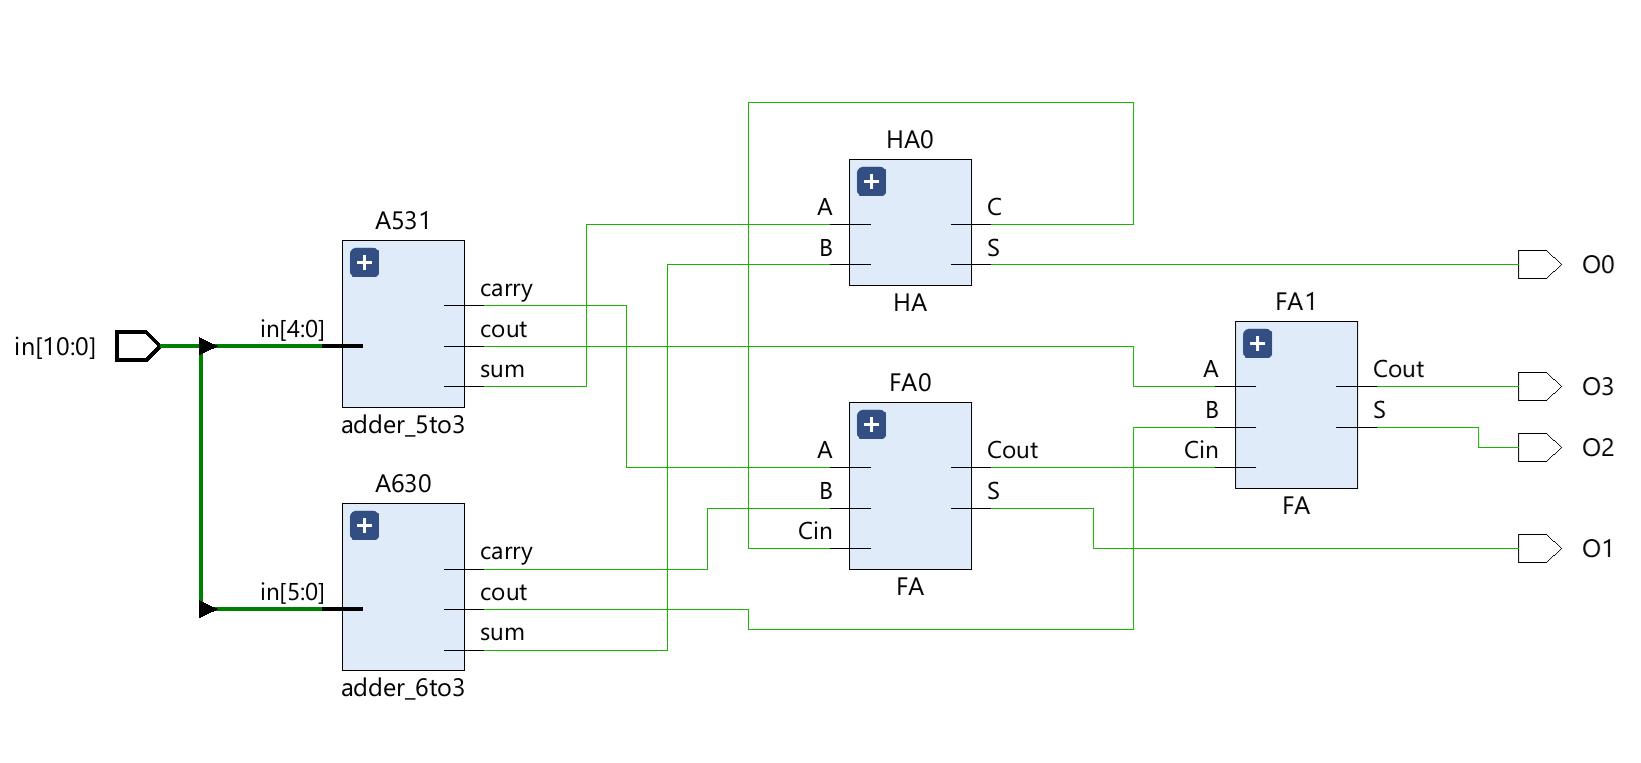 HA0
A
C
B
S
HA
A531
carry
in[4:0]
cout
sum
adder_5to3
in[10:0]
A630
carry
in[5:0]
cout
sum
adder_6to3
FA0
A
Cout
B
S
Cin
FA
FA1
A
Cout
B
S
Cin
FA
O0
O3
O2
O1